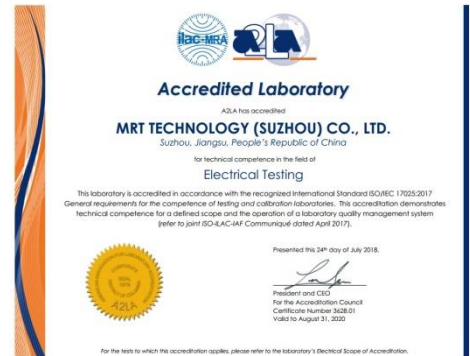 ilac-MRA
A2LA
Accredited Laboratory
A2LA has accredited
MRT TECHNOLOGY (SUZHOU) CO., LTD.
Suzhou, Jiangsu, People's Republic of China
for technical competence in the field of
Electrical Testing
This laboratory is accredited in accordance with the recognized International Standard ISO/IEC 17025:2017
General requirements for the competence of testing and calibration laboratories. This accreditation demonstrates
technical competence for a defined scope and the operation of a laboratory quality management system
(refer to joint ISO-ILAC-IAF Communiqué dated April 2017).
Presented this 24th day of July 2018.
President and CEO
For the Accreditation Council
Certificate Number 3628.01
Valid to August 31, 2020
CORPORATE
SEAL
1978
A2LA
For the tests to which this accreditation applies, please refer to the laboratory's Electrical Scope of Accreditation.